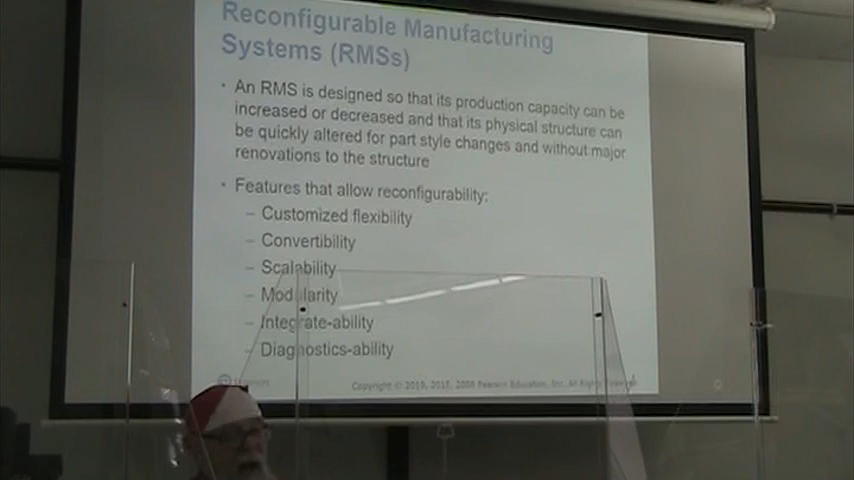 Reconfigurable Manufacturing
Systems (RMSs)
• An RMS is designed so that its production capacity can be
increased or decreased and that its physical structure can
be quickly altered for part style changes and without major
renovations to the structure
• Features that allow reconfigurability:
– Customized flexibility
– Convertibility
– Scalability
– Modularity
– Integrate-ability
– Diagnostics-ability
Copyright © 2019, 2015, 2008 Pearson Education, Inc. All Rights Reserved